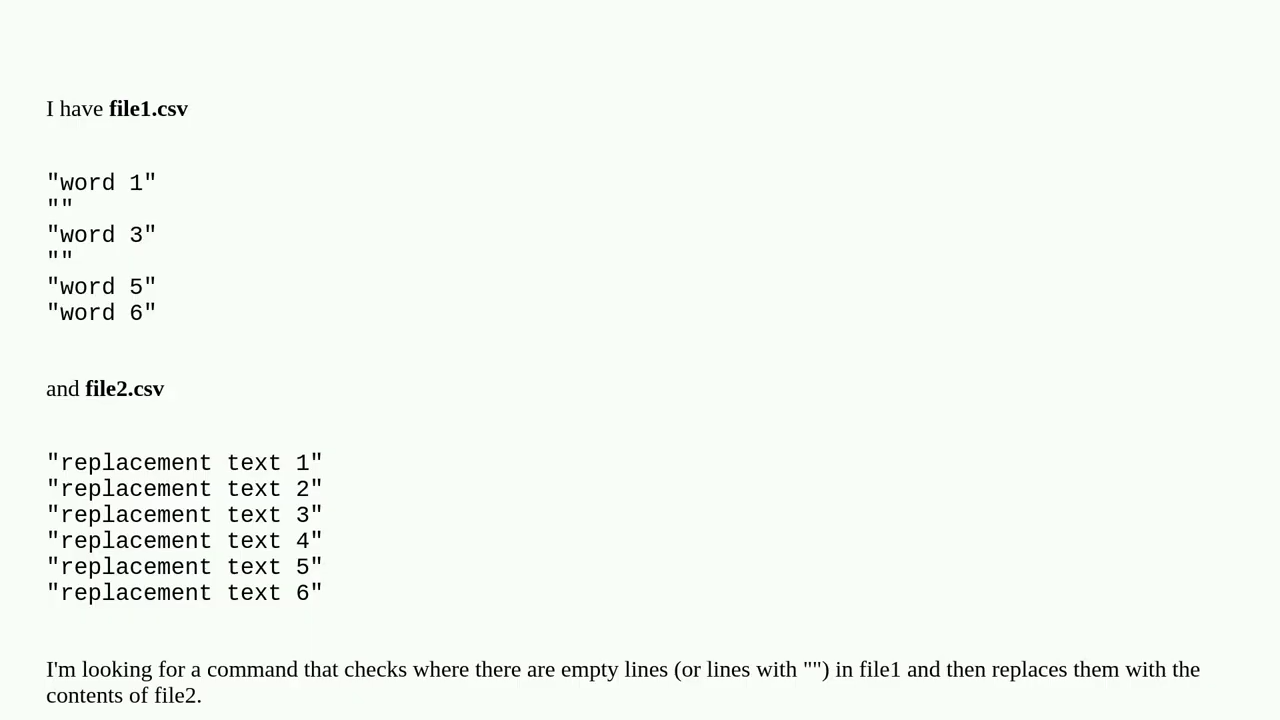 I have file1.csv
"word 1"
""
"word 3"
""
"word 5"
"word 6"
and file2.csv
"replacement text 1"
"replacement text 2"
"replacement text 3"
"replacement text 4"
"replacement text 5"
"replacement text 6"
I'm looking for a command that checks where there are empty lines (or lines with "") in file1 and then replaces them with the
contents of file2.